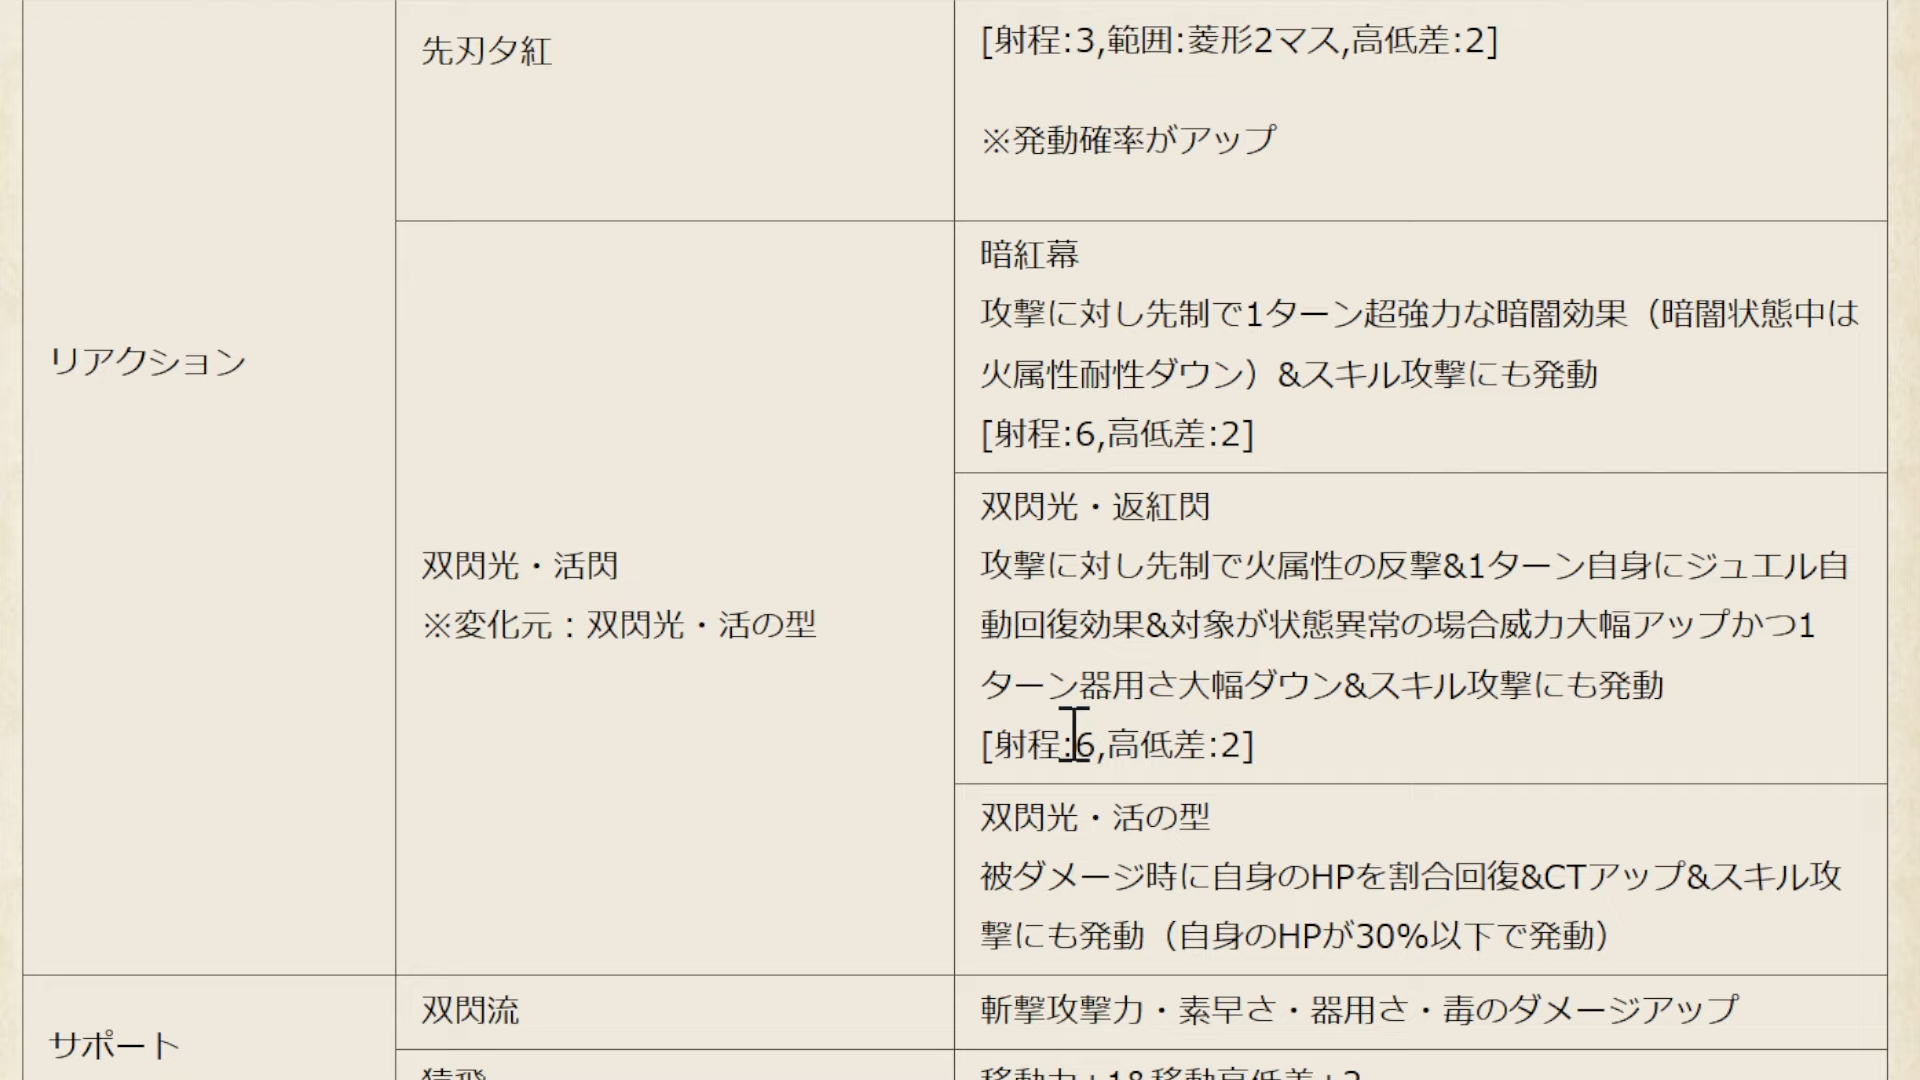 先刃夕紅
[射程:3,範囲:菱形2マス,高低差:2]
※発動確率がアップ
リアクション
双閃光・活閃
※変化元：双閃光・活の型
暗紅幕
攻撃に対し先制で1ターン超強力な暗闇効果（暗闇状態中は
火属性耐性ダウン）&スキル攻撃にも発動
[射程:6,高低差:2]
双閃光・返紅閃
攻撃に対し先制で火属性の反撃&1ターン自身にジュエル自
動回復効果&対象が状態異常の場合威力大幅アップかつ1
ターン器用さ大幅ダウン&スキル攻撃にも発動
[射程:6,高低差:2]
双閃光・活の型
被ダメージ時に自身のHPを割合回復&CTアップ&スキル攻
撃にも発動（自身のHPが30%以下で発動）
サポート
双閃流
斬撃攻撃力・素早さ・器用さ・毒のダメージアップ
猿飛
移動力+1&移動高低差+2